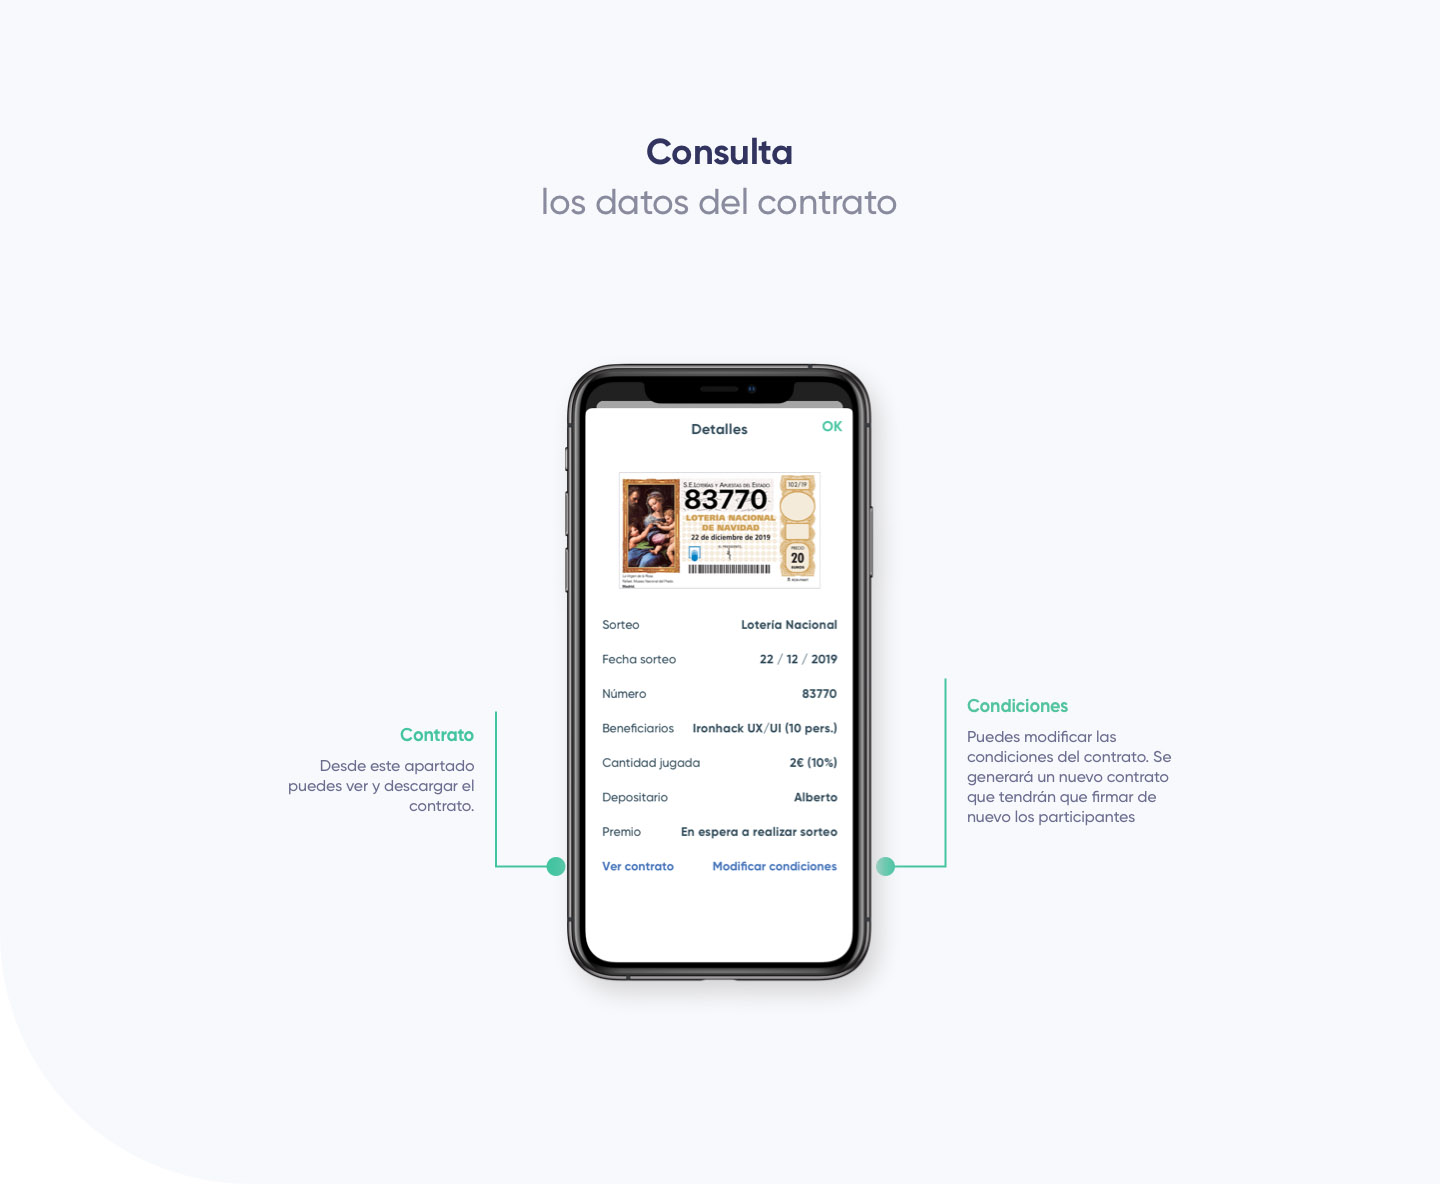 Consulta
los datos del contrato
Detalles
OK
S.E.Loterías y Apuestas del Estado
102/19
83770
LOTERÍA NACIONAL
DE NAVIDAD
22 de diciembre de 2019
PRECIO
20
EUROS
Sorteo
Lotería Nacional
Fecha sorteo
22 / 12 / 2019
Número
83770
Beneficiarios
Ironhack UX/UI (10 pers.)
Cantidad jugada
2€ (10%)
Depositario
Alberto
Premio
En espera a realizar sorteo
Ver contrato
Modificar condiciones
Contrato
Desde este apartado
puedes ver y descargar el
contrato.
Condiciones
Puedes modificar las
condiciones del contrato. Se
generará un nuevo contrato
que tendrán que firmar de
nuevo los participantes